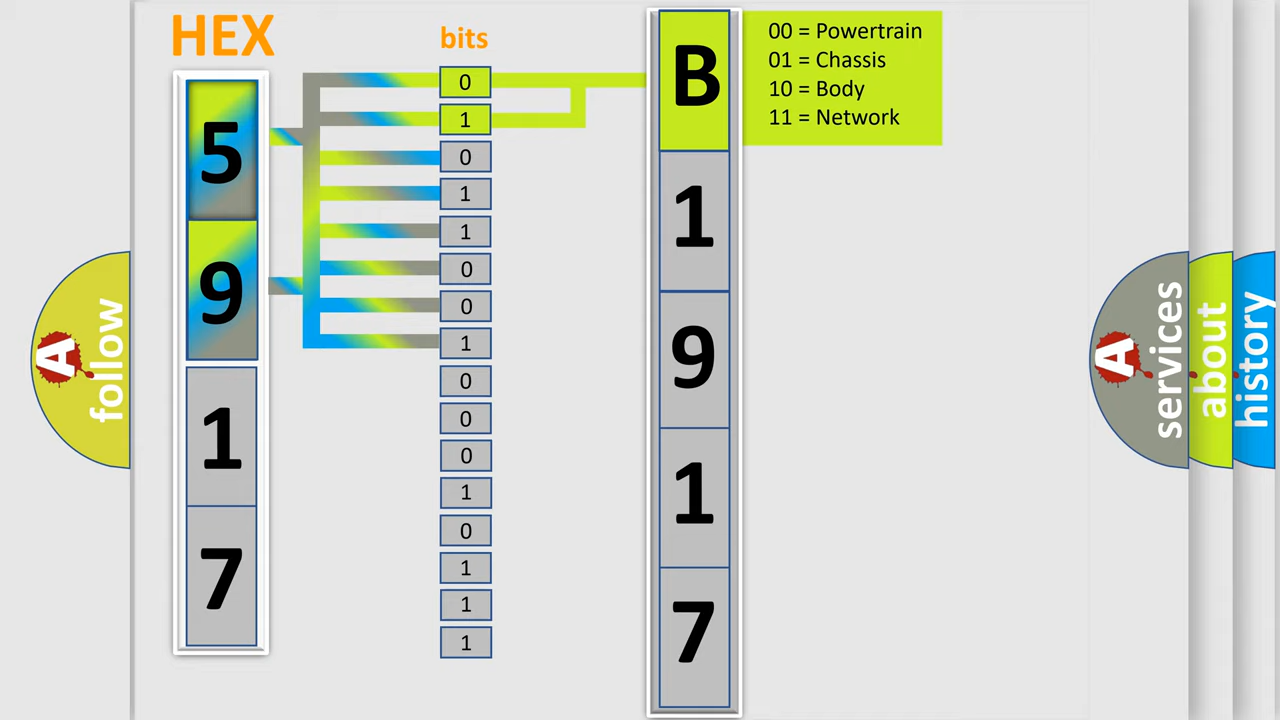 HEX
bits
5
9
1
7
0
1
0
1
1
0
0
1
0
0
0
1
0
1
1
1
B
1
9
1
7
00 = Powertrain
01 = Chassis
10 = Body
11 = Network
A follow
A services
about
history